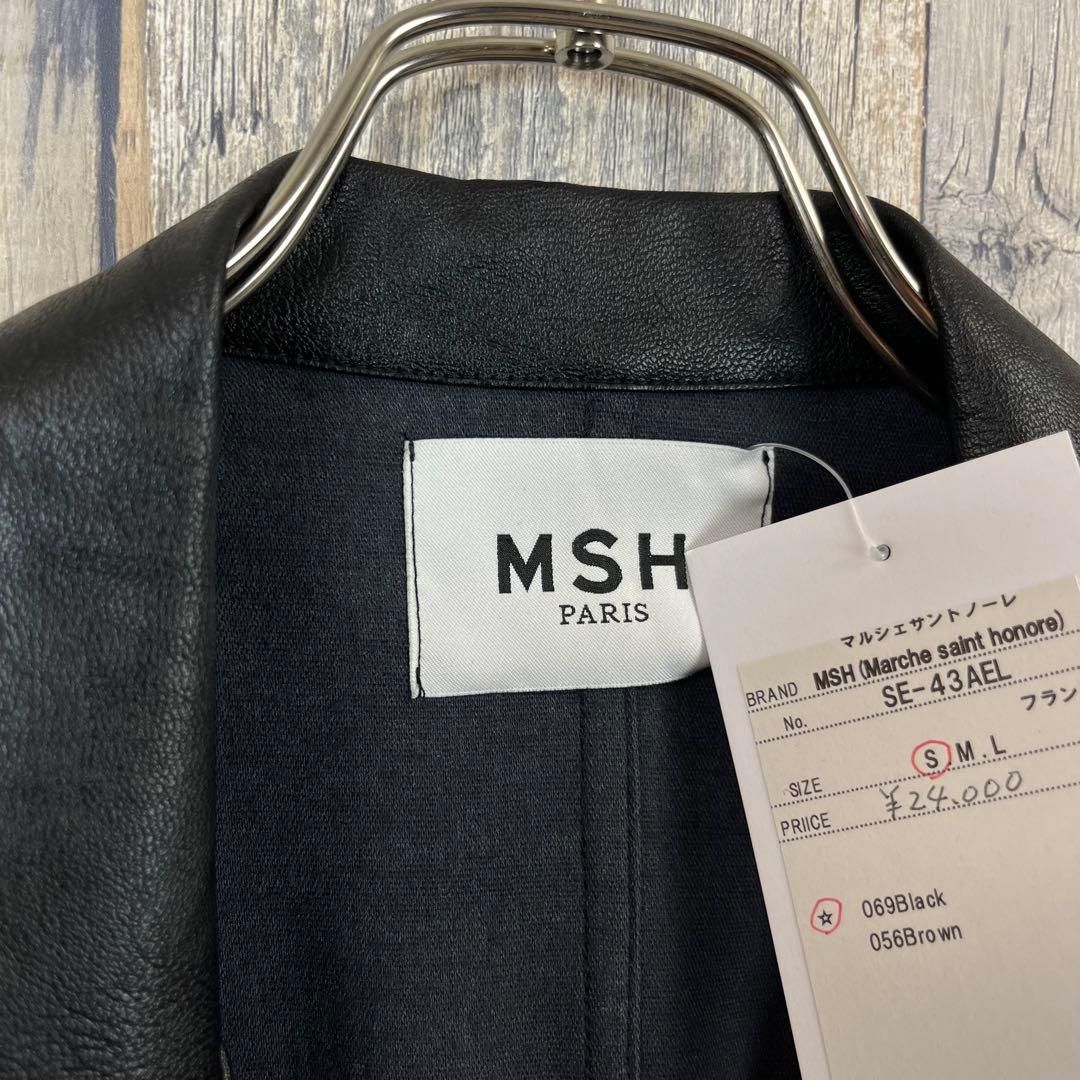 MSH
PARIS
マルシェサントノーレ
BRAND MSH (Marche saint honore)
No. SE-43AEL
フラン
SIZE S.M.L
PRIICE ¥24.000
☆ 069Black
056Brown